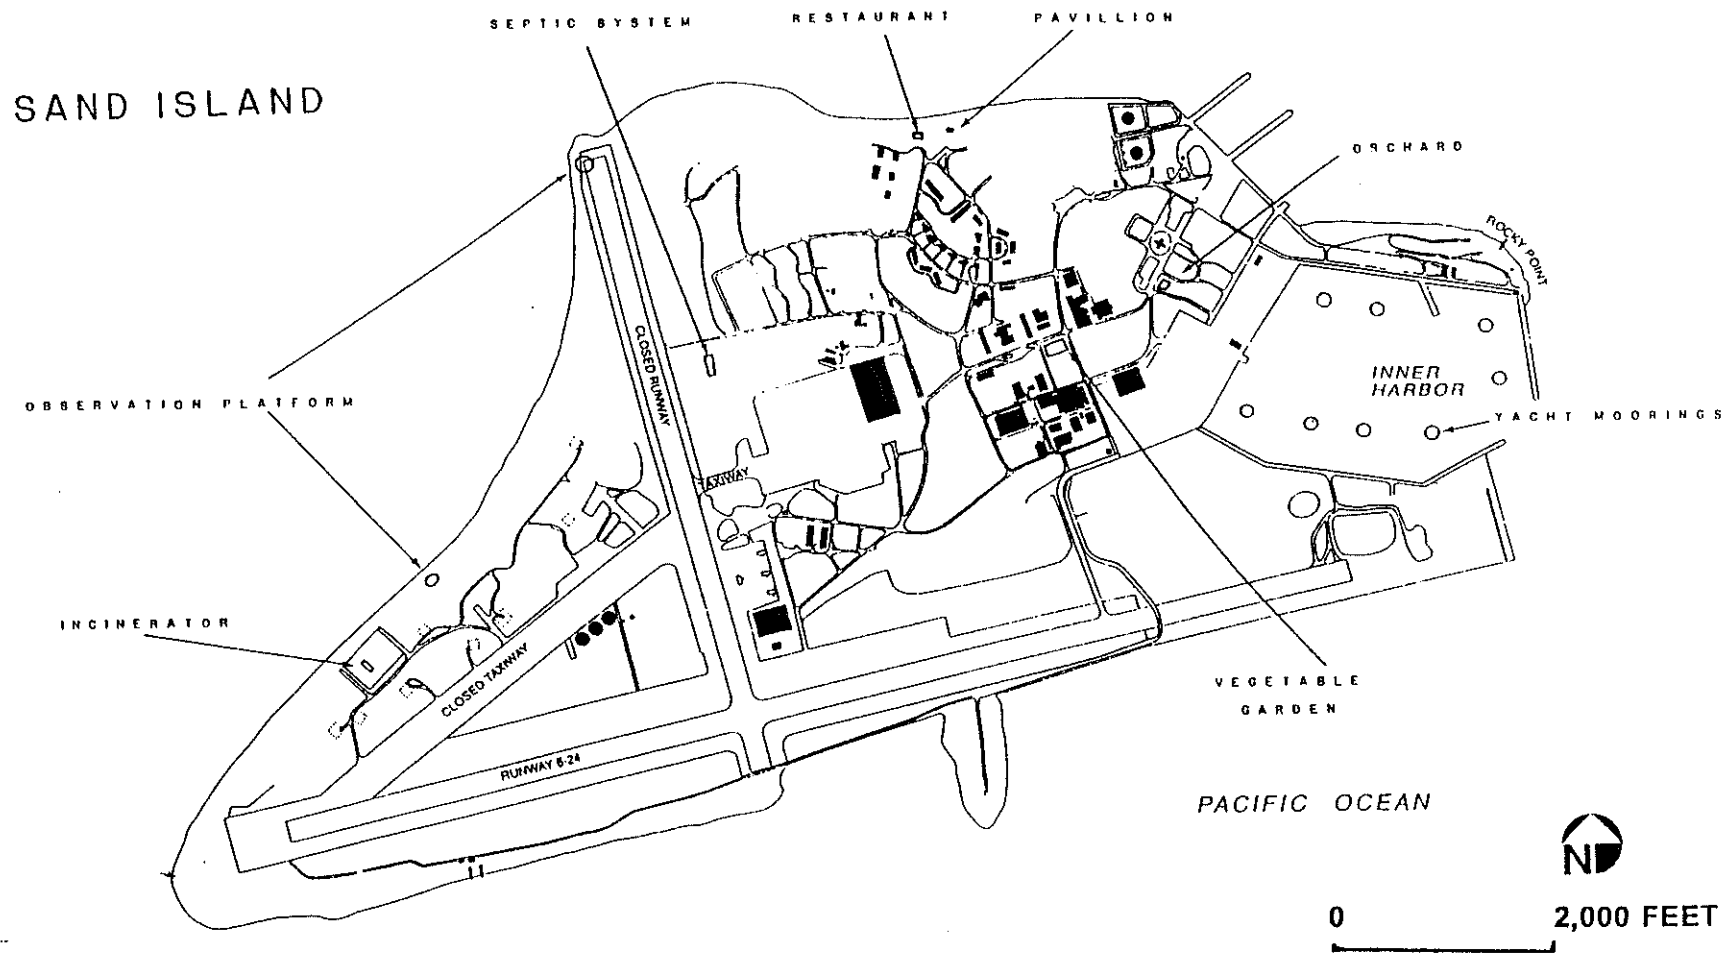 SEPTIC BYSTEM
RESTAURANT
PAVILLION
SAND ISLAND
ORCHARD
ROCKY POINT
CLOSED RUNWAY
INNER
HARBOR
OBSERVATION PLATFORM
YACHT MOORINGS
TAXIWAY
INCINERATOR
CLOSED TAXIWAY
VEGETABLE
GARDEN
RUNWAY 6-24
PACIFIC OCEAN
N
0 2,000 FEET